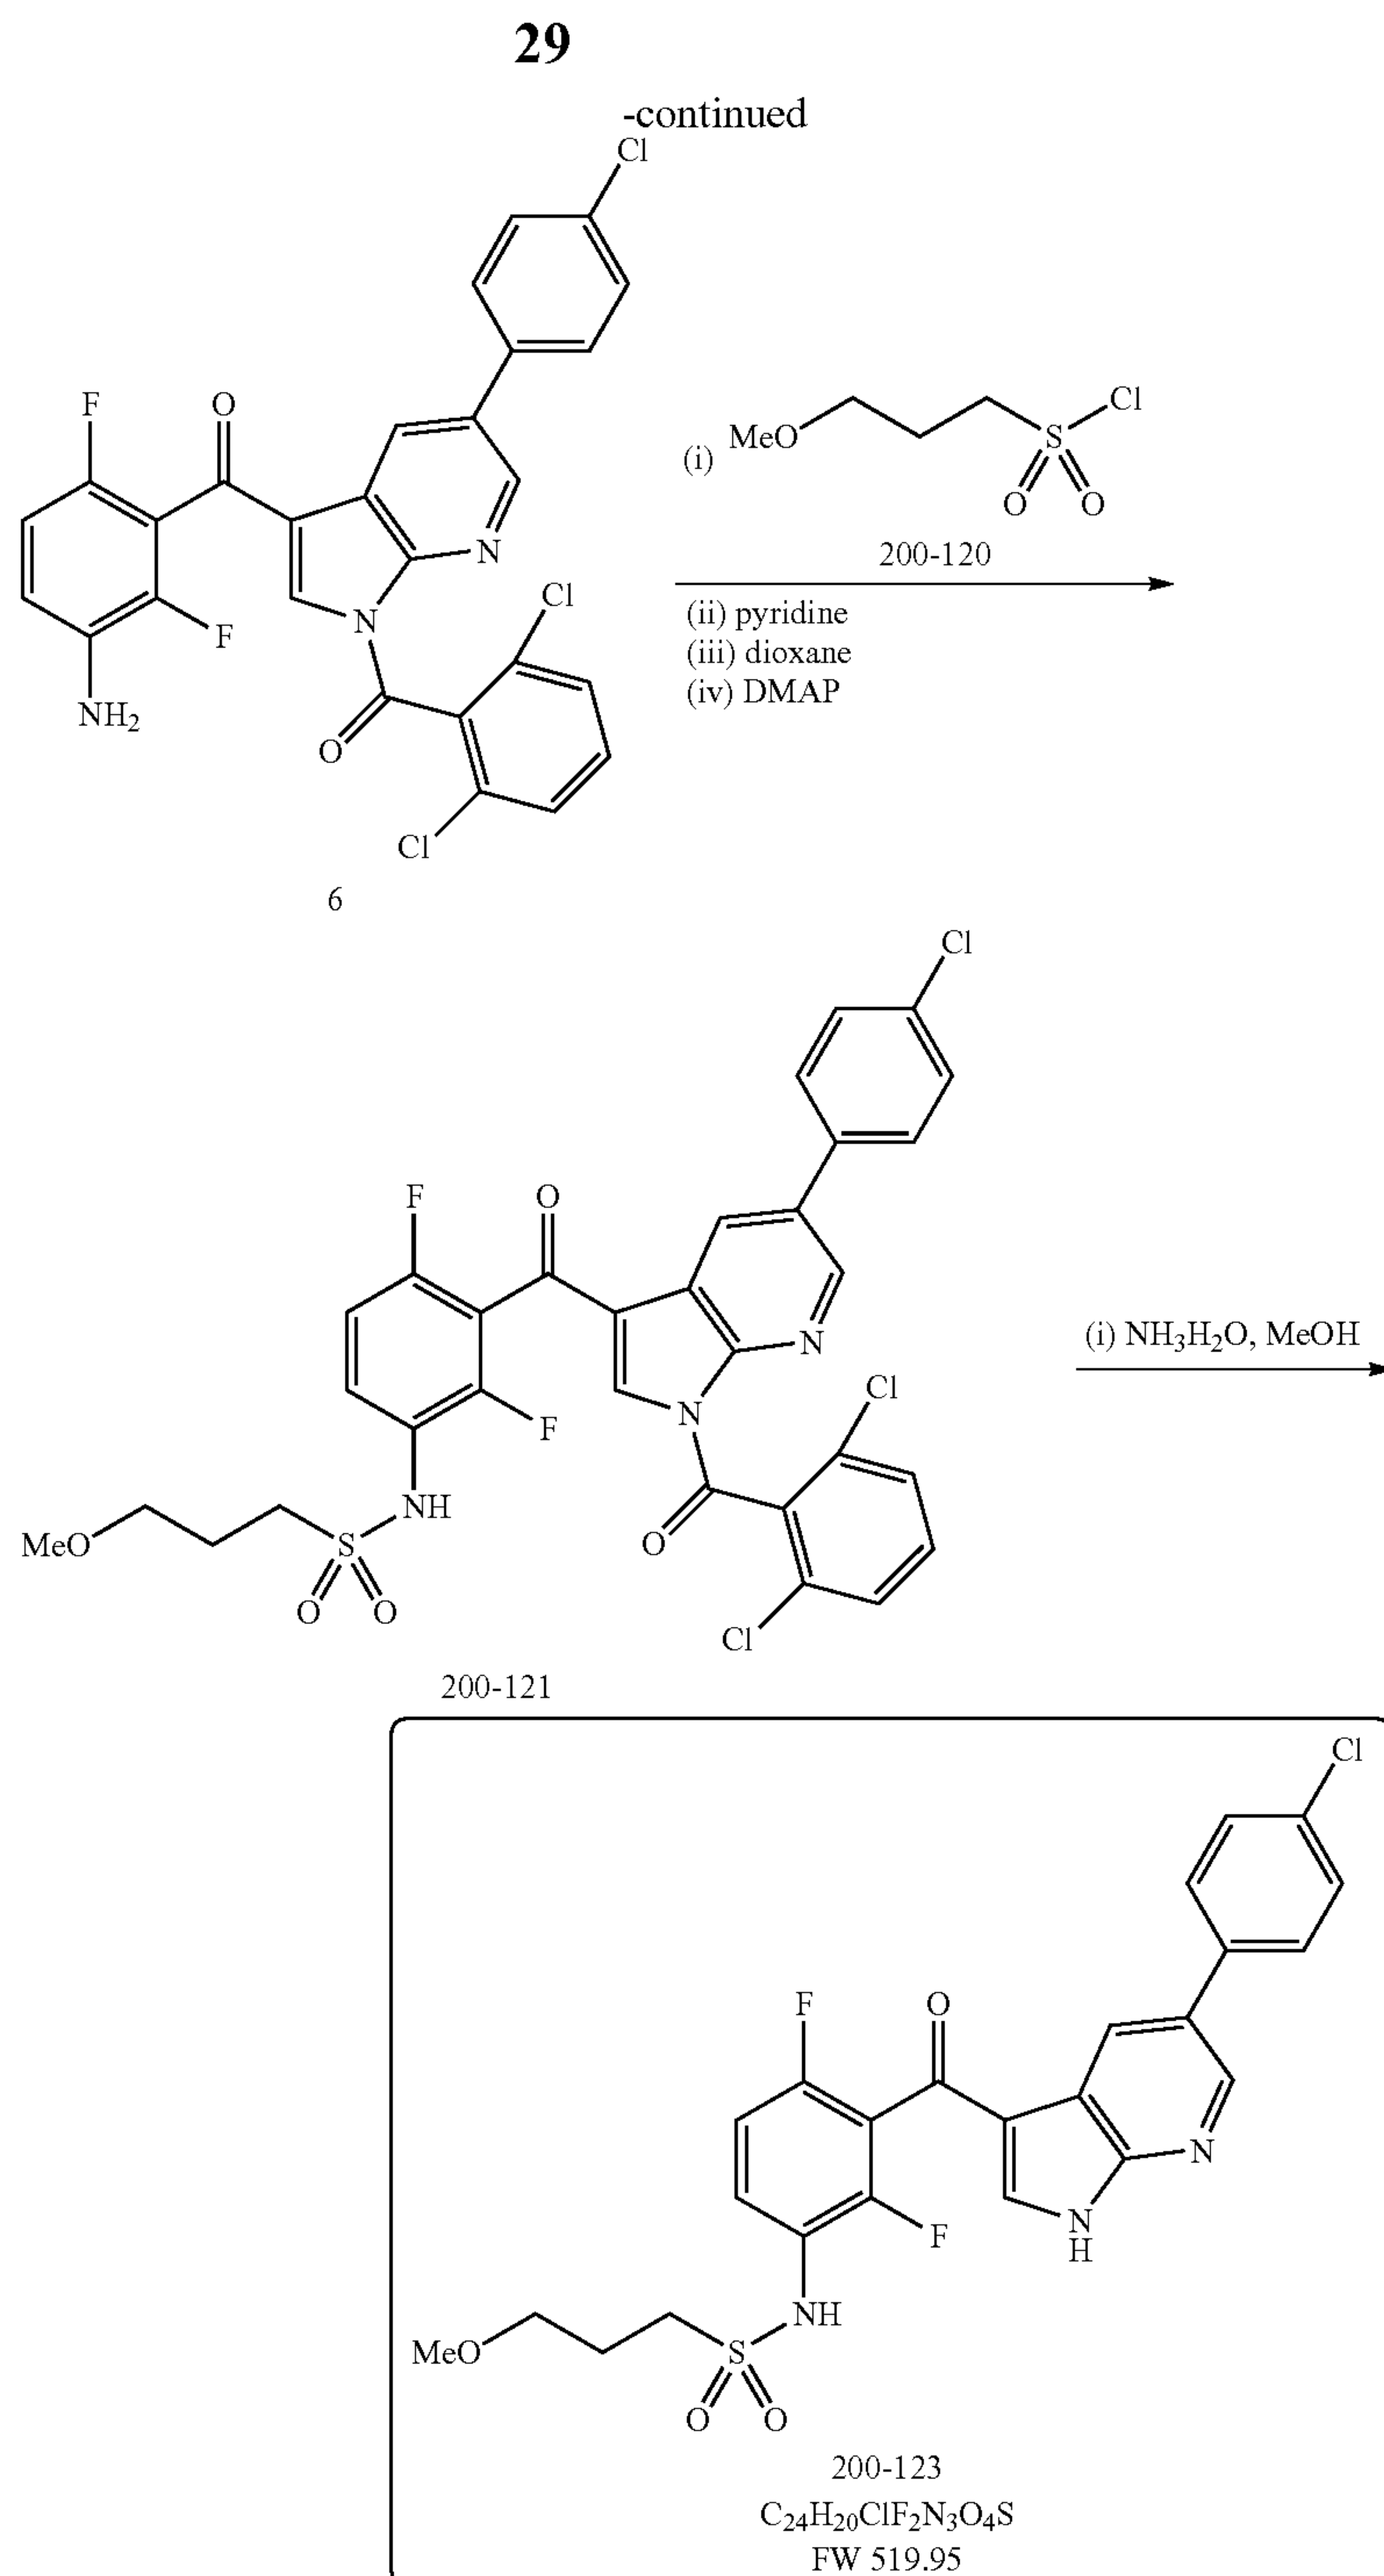 29
-continued
Cl
F
O
N
N
F
NH₂
O
Cl
Cl
6
(i)
MeO
S
Cl
O
O
200-120
(ii) pyridine
(iii) dioxane
(iv) DMAP
Cl
F
O
N
N
F
NH
MeO
S
O
O
O
Cl
Cl
200-121
(i) NH₃H₂O, MeOH
Cl
F
O
N
N
H
F
NH
MeO
S
O
O
200-123
C₂₄H₂₀ClF₂N₃O₄S
FW 519.95